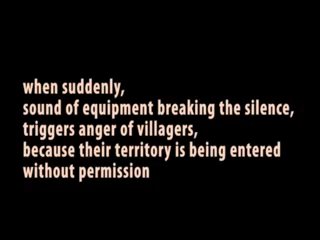 when suddenly,
sound of equipment breaking the silence,
triggers anger of villagers,
because their territory is being entered
without permission